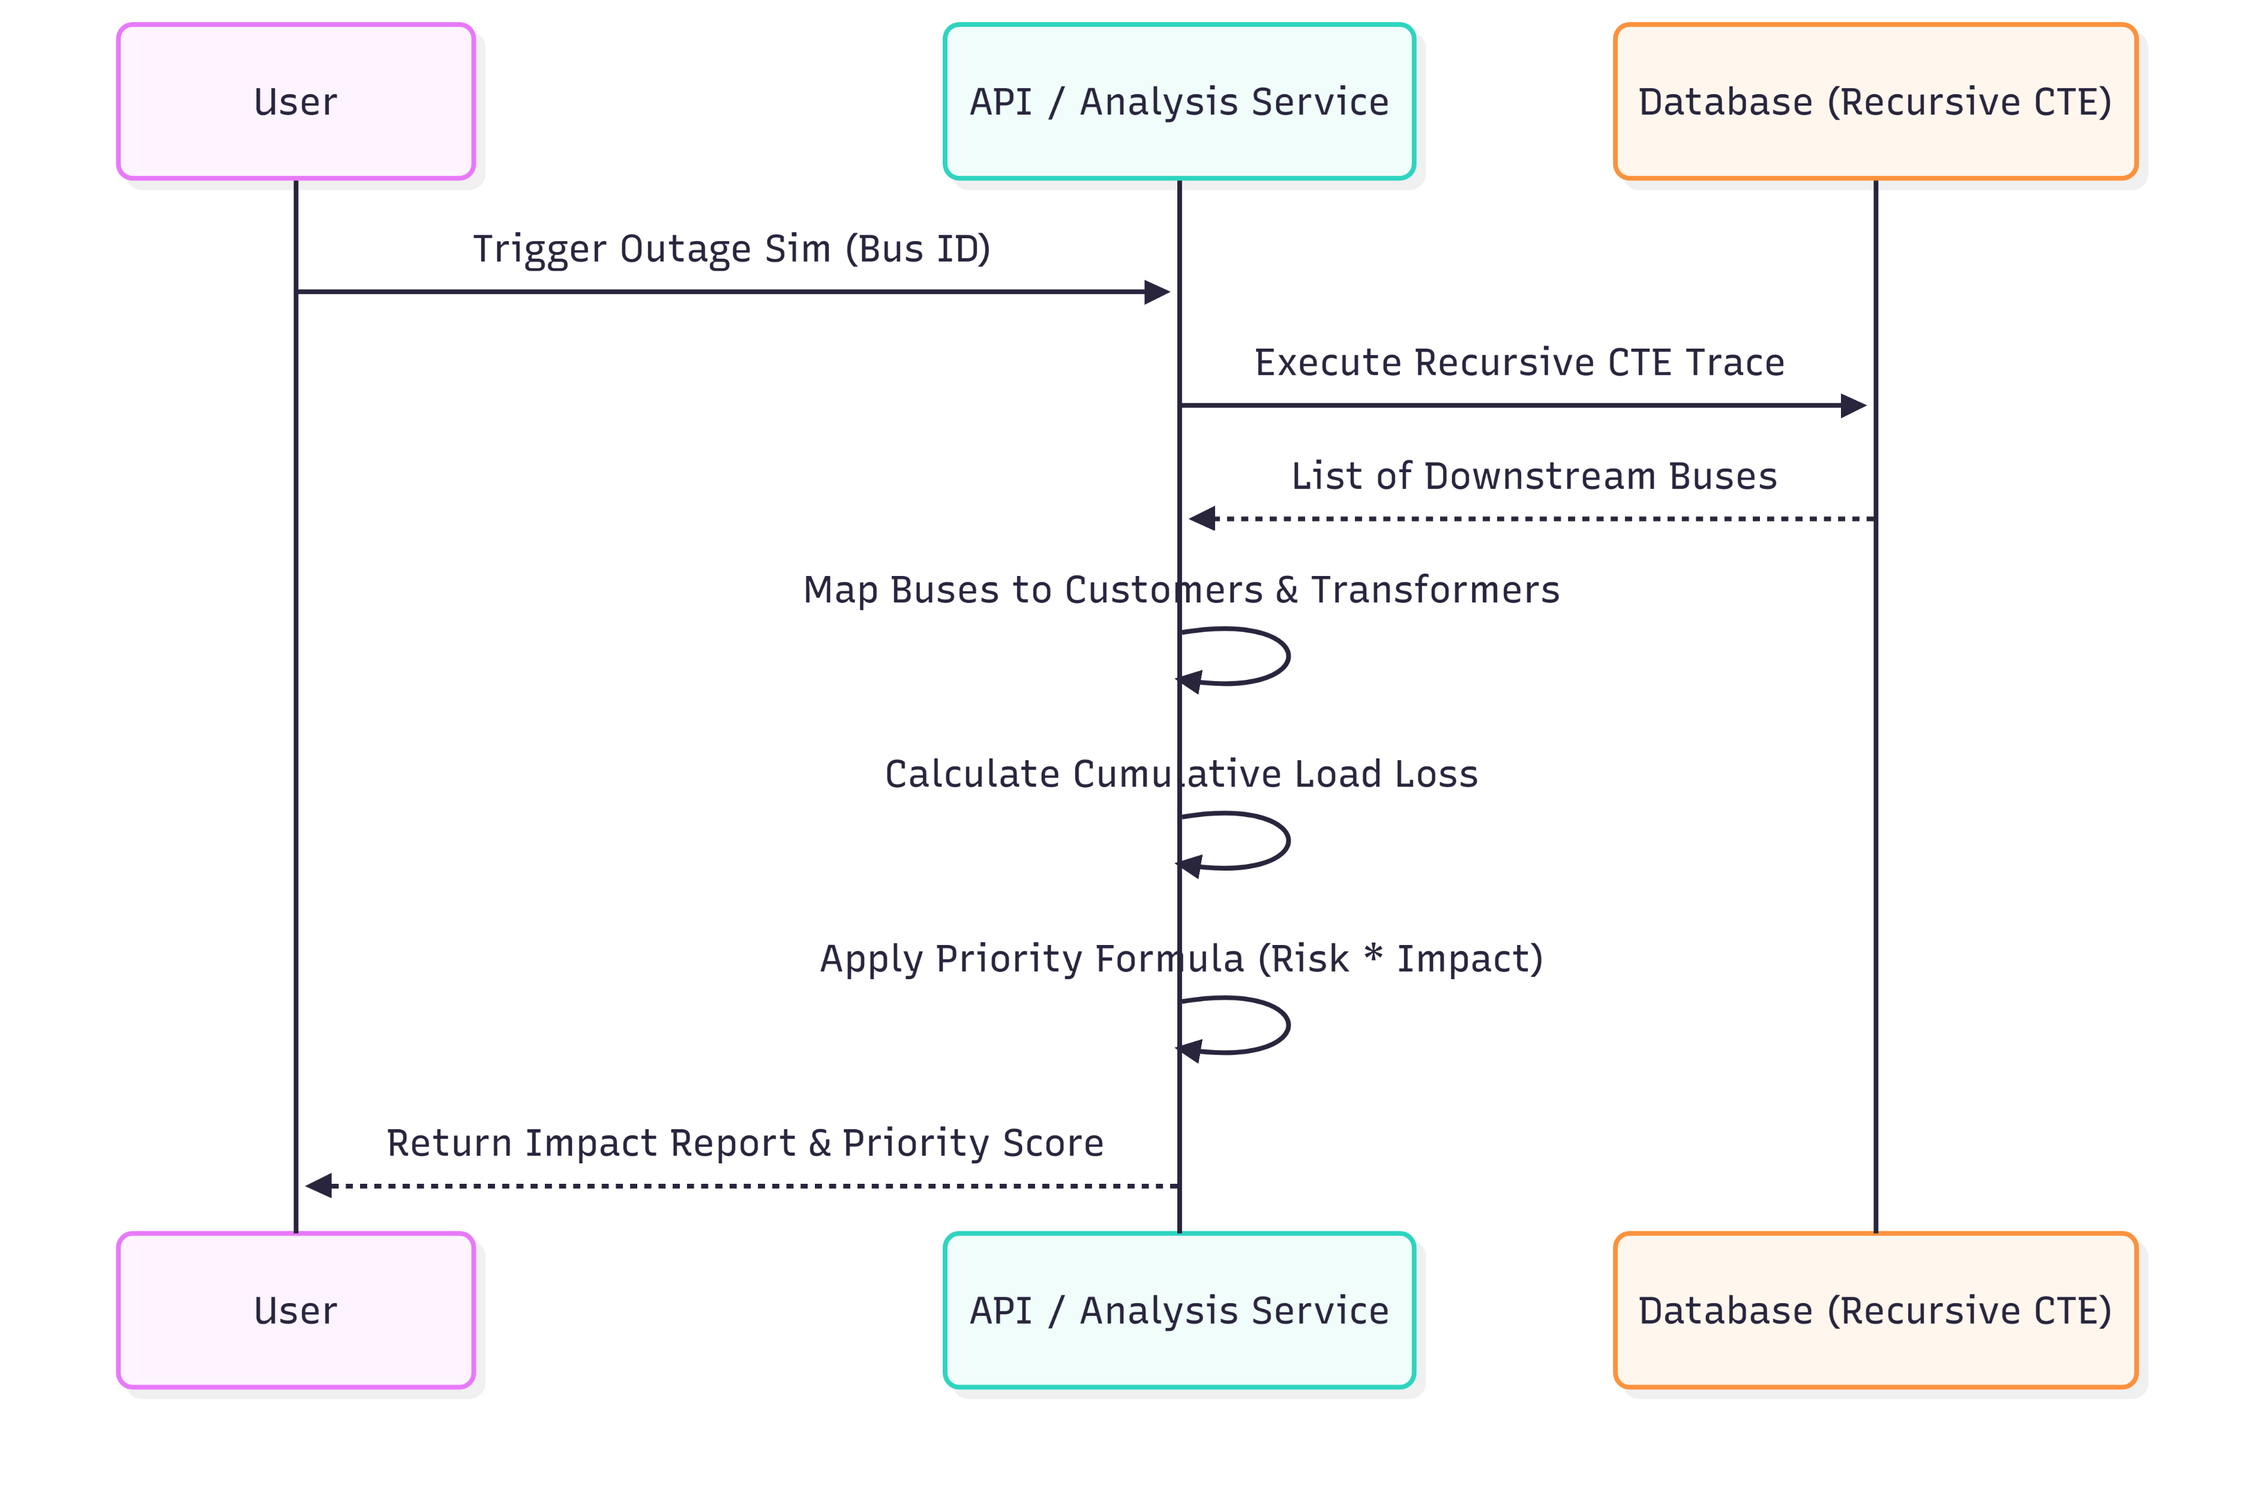 User
API / Analysis Service
Database (Recursive CTE)
Trigger Outage Sim (Bus ID)
Execute Recursive CTE Trace
List of Downstream Buses
Map Buses to Customers & Transformers
Calculate Cumulative Load Loss
Apply Priority Formula (Risk * Impact)
Return Impact Report & Priority Score
User
API / Analysis Service
Database (Recursive CTE)